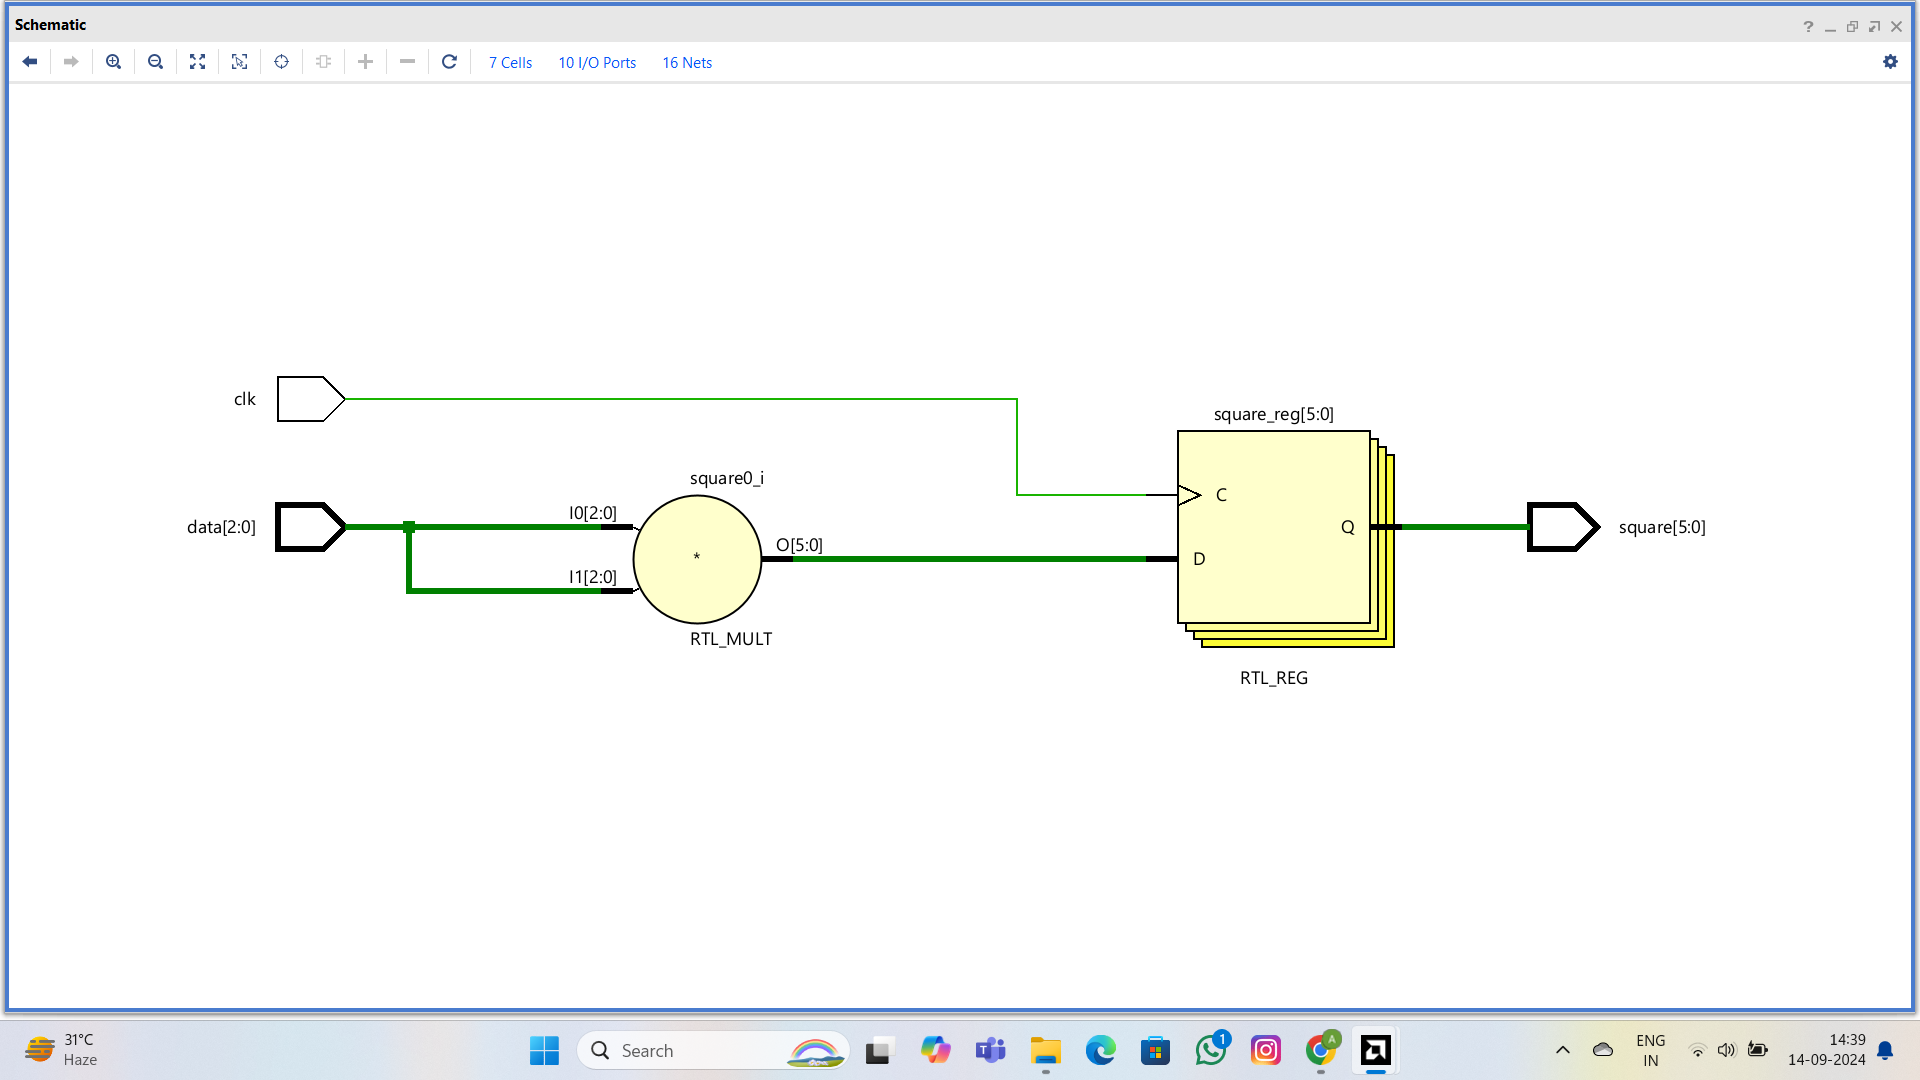 Schematic
7 Cells 10 I/O Ports 16 Nets
clk
square_reg[5:0]
square0_i
C
data[2:0]
I0[2:0]
Q
square[5:0]
O[5:0]
*
D
I1[2:0]
RTL_MULT
RTL_REG
31°C
Haze
Search
1
A
ENG
IN
14:39
14-09-2024